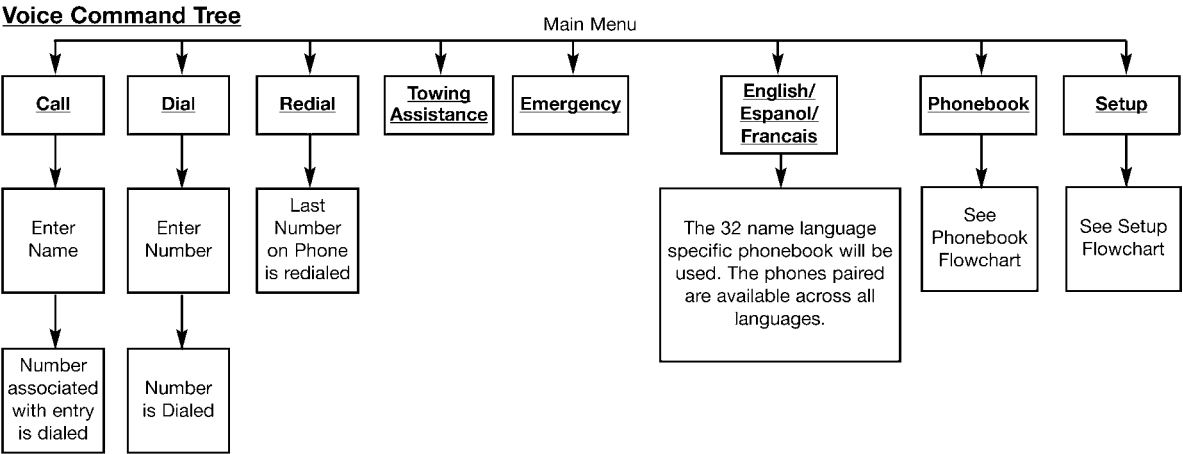 Voice Command Tree
Main Menu
Call
Dial
Redial
Towing
Assistance
Emergency
English/
Espanol/
Francais
Phonebook
Setup
Enter
Name
Enter
Number
Last
Number
on Phone
is redialed
The 32 name language
specific phonebook will be
used. The phones paired
are available across all
languages.
See
Phonebook
Flowchart
See Setup
Flowchart
Number
associated
with entry
is dialed
Number
is Dialed